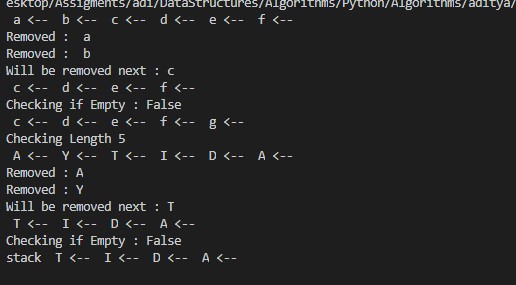 esktop/Assigments/adi/DataStructures/Algorithms/Python/Algorithms/aditya/
a <-- b <-- c <-- d <-- e <-- f <--
Removed : a
Removed : b
Will be removed next : c
c <-- d <-- e <-- f <--
Checking if Empty : False
c <-- d <-- e <-- f <-- g <--
Checking Length 5
A <-- Y <-- T <-- I <-- D <-- A <--
Removed : A
Removed : Y
Will be removed next : T
T <-- I <-- D <-- A <--
Checking if Empty : False
stack T <-- I <-- D <-- A <--